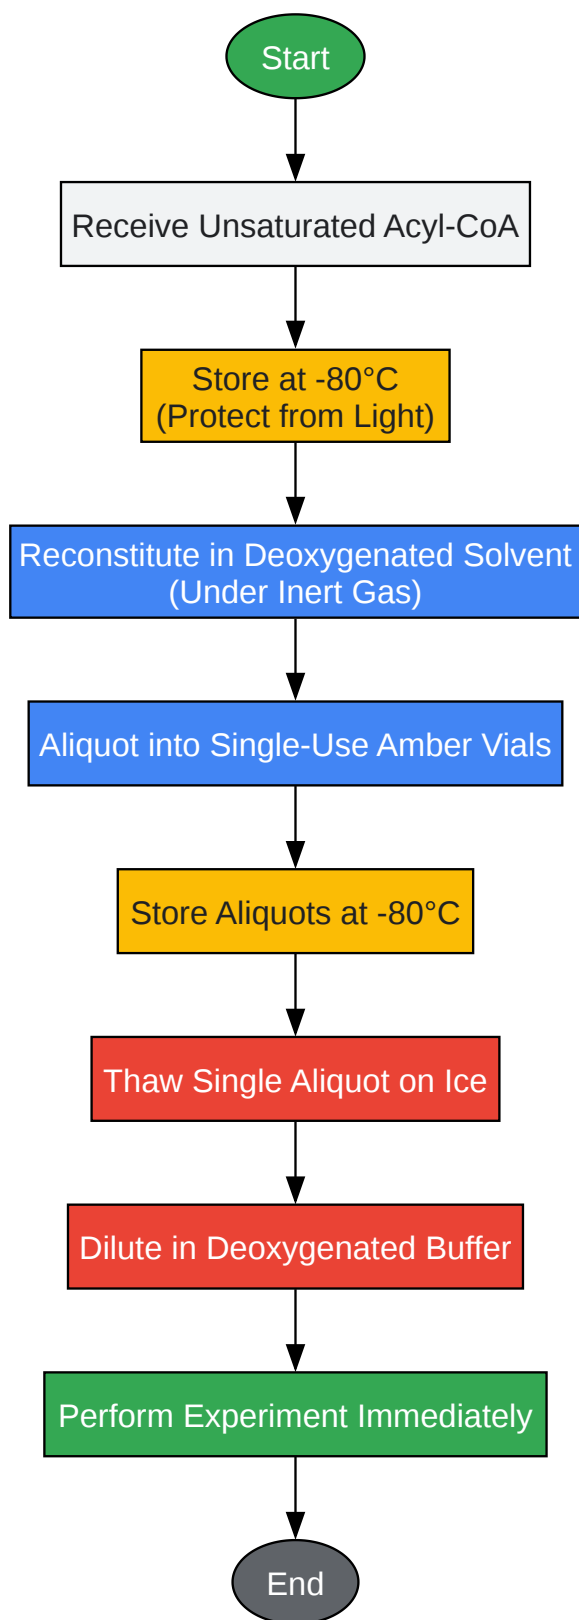 Start
Receive Unsaturated Acyl-CoA
Store at -80°C
(Protect from Light)
Reconstitute in Deoxygenated Solvent
(Under Inert Gas)
Aliquot into Single-Use Amber Vials
Store Aliquots at -80°C
Thaw Single Aliquot on Ice
Dilute in Deoxygenated Buffer
Perform Experiment Immediately
End